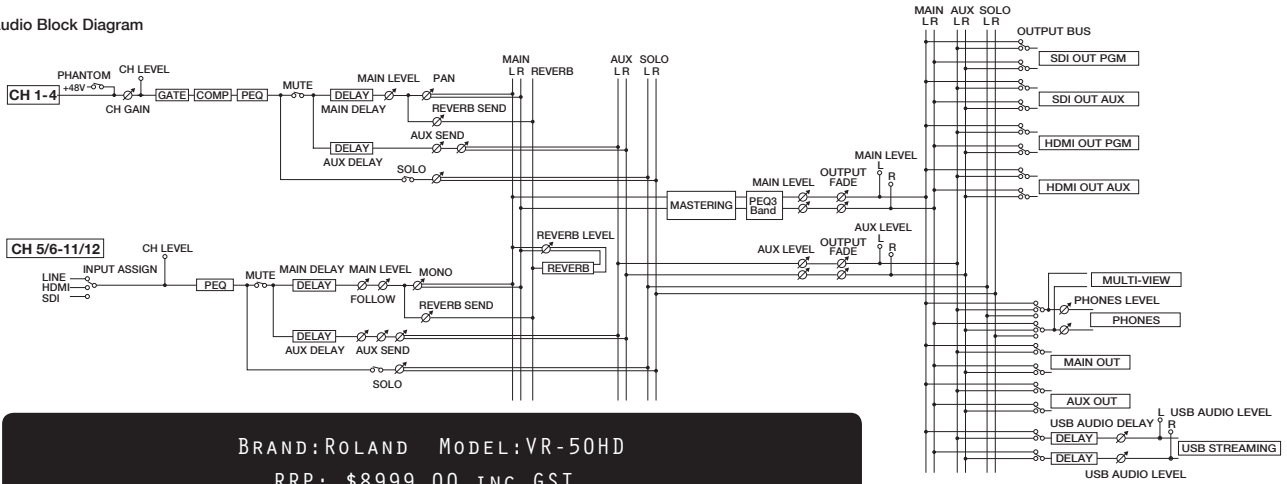 udio Block Diagram
CH 1-4
PHANTOM
+48V
CH LEVEL
CH GAIN
GATE
COMP
PEQ
MUTE
DELAY
MAIN DELAY
MAIN LEVEL
PAN
REVERB SEND
DELAY
AUX DELAY
AUX SEND
SOLO
MAIN
L R
REVERB
AUX
L R
SOLO
L R
CH 5/6-11/12
LINE
HDMI
SDI
INPUT ASSIGN
CH LEVEL
PEQ
MUTE
MAIN DELAY
DELAY
MAIN LEVEL
FOLLOW
MONO
REVERB SEND
DELAY
AUX DELAY
AUX SEND
SOLO
REVERB LEVEL
REVERB
MASTERING
PEQ3
Band
MAIN LEVEL
OUTPUT
FADE
MAIN LEVEL
L
R
AUX LEVEL
OUTPUT
FADE
AUX LEVEL
L
R
MAIN
L R
AUX
L R
SOLO
L R
OUTPUT BUS
SDI OUT PGM
SDI OUT AUX
HDMI OUT PGM
HDMI OUT AUX
MULTI-VIEW
PHONES LEVEL
PHONES
MAIN OUT
AUX OUT
USB AUDIO DELAY
L
R
USB AUDIO LEVEL
DELAY
DELAY
USB STREAMING
USB AUDIO LEVEL
BRAND:ROLAND MODEL:VR-50HD
RRP: $8999.00 INC GST